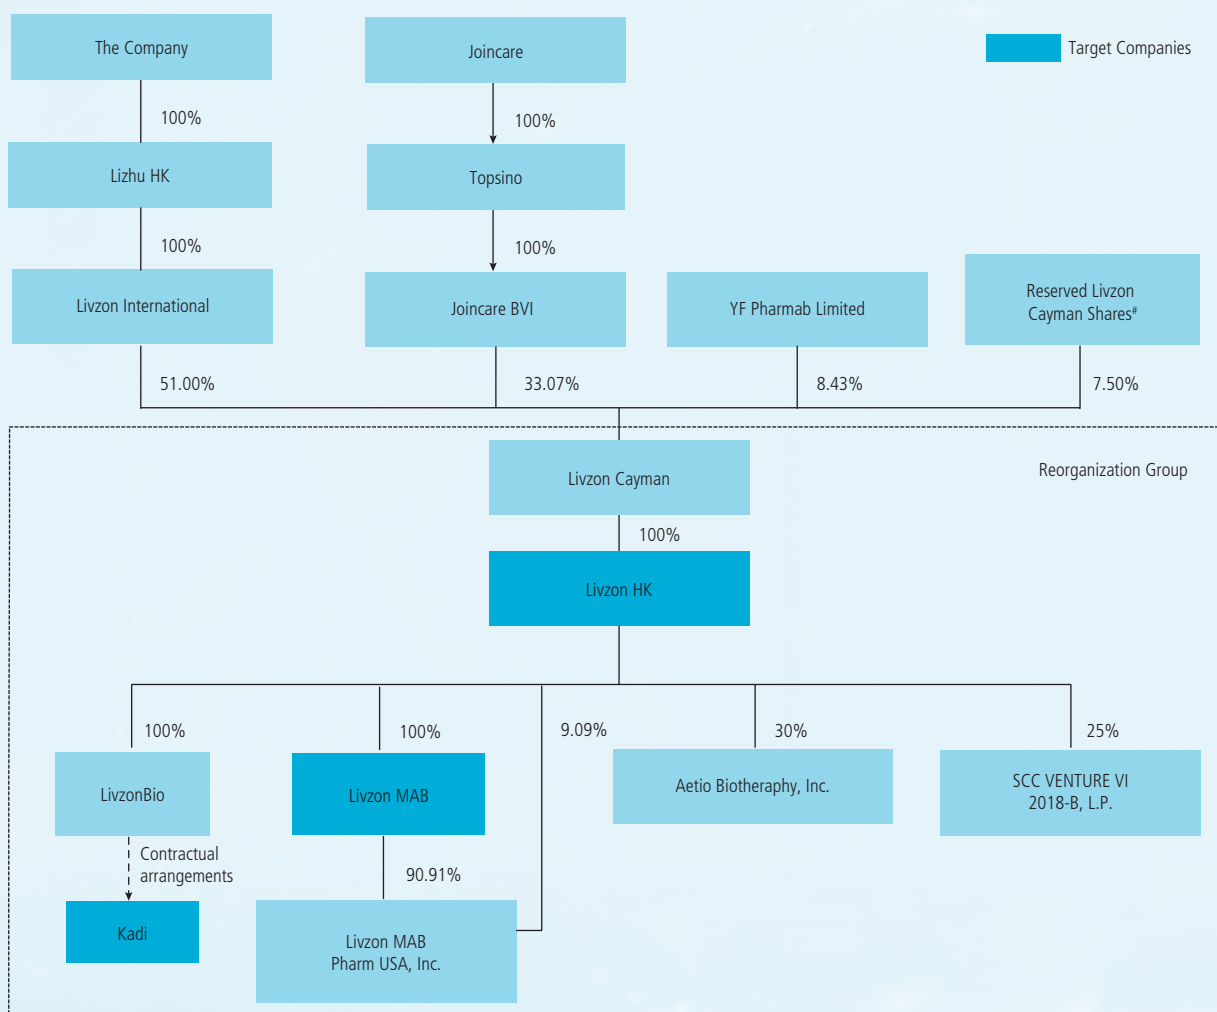 The Company
Joincare
Target Companies
100%
100%
Lizhu HK
Topsino
100%
100%
Livzon International
Joincare BVI
YF Pharmab Limited
Reserved Livzon
Cayman Shares#
51.00%
33.07%
8.43%
7.50%
Livzon Cayman
Reorganization Group
100%
Livzon HK
100%
100%
9.09%
30%
25%
LivzonBio
Livzon MAB
Aetio Biotheraphy, Inc.
SCC VENTURE VI
2018-B, L.P.
Contractual
arrangements
90.91%
Kadi
Livzon MAB
Pharm USA, Inc.